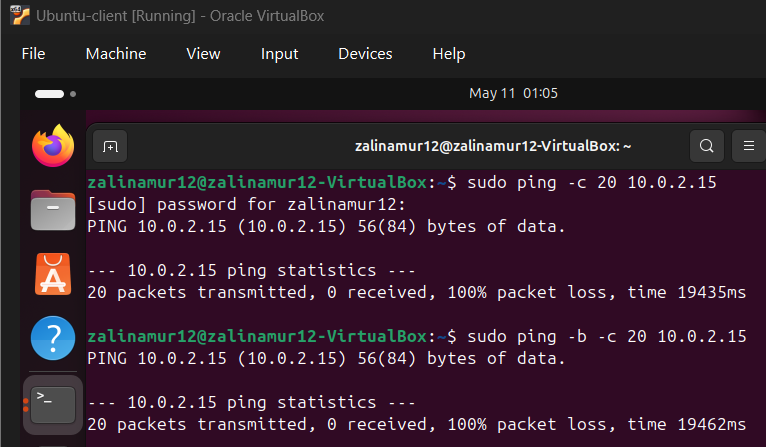 Ubuntu-client [Running] - Oracle VirtualBox
File Machine View Input Devices Help
May 11 01:05
zalinamur12@zalinamur12-VirtualBox: ~
zalinamur12@zalinamur12-VirtualBox:~$ sudo ping -c 20 10.0.2.15
[sudo] password for zalinamur12:
PING 10.0.2.15 (10.0.2.15) 56(84) bytes of data.
--- 10.0.2.15 ping statistics ---
20 packets transmitted, 0 received, 100% packet loss, time 19435ms
zalinamur12@zalinamur12-VirtualBox:~$ sudo ping -b -c 20 10.0.2.15
PING 10.0.2.15 (10.0.2.15) 56(84) bytes of data.
--- 10.0.2.15 ping statistics ---
20 packets transmitted, 0 received, 100% packet loss, time 19462ms